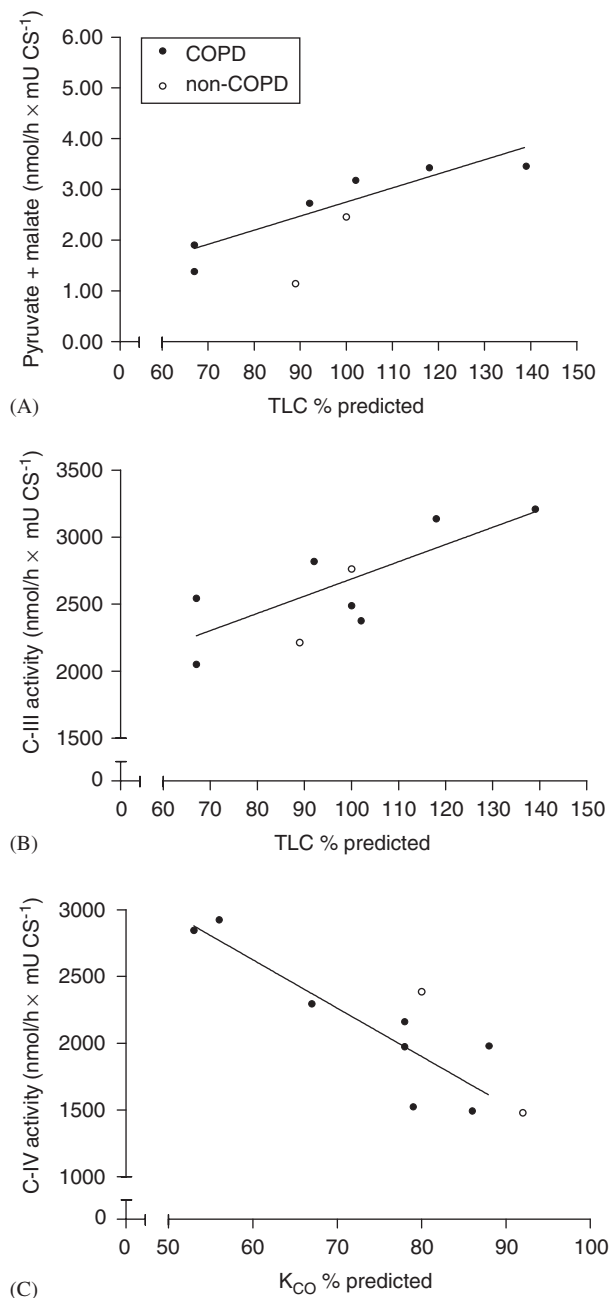 6.00
COPD
non-COPD
5.00
4.00
3.00
2.00
1.00
0.00
Pyruvate + malate (nmol/h × mU CS⁻¹)
0 60 70 80 90 100 110 120 130 140 150
TLC % predicted
(A)
3500
3000
2500
2000
1500
0
C-III activity (nmol/h × mU CS⁻¹)
0 60 70 80 90 100 110 120 130 140 150
TLC % predicted
(B)
3000
2500
2000
1500
1000
0
C-IV activity (nmol/h × mU CS⁻¹)
0 50 60 70 80 90 100
K_CO % predicted
(C)